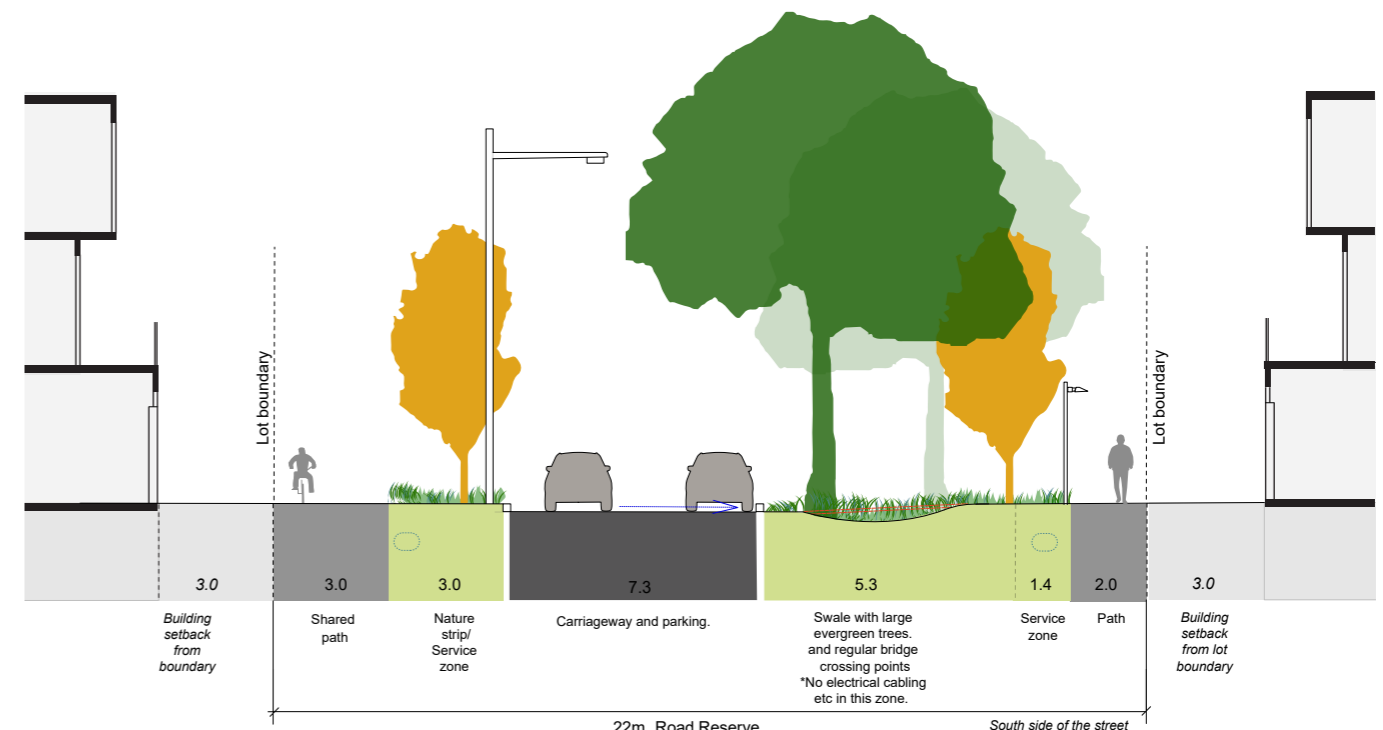 Lot boundary
Lot boundary
3.0
3.0
3.0
7.3
5.3
1.4
2.0
3.0
Building
setback
from
boundary
Shared
path
Nature
strip/
Service
zone
Carriageway and parking.
Swale with large
evergreen trees.
and regular bridge
crossing points
*No electrical cabling
etc in this zone.
Service
zone
Path
Building
setback
from lot
boundary
22m Road Reserve
South side of the street